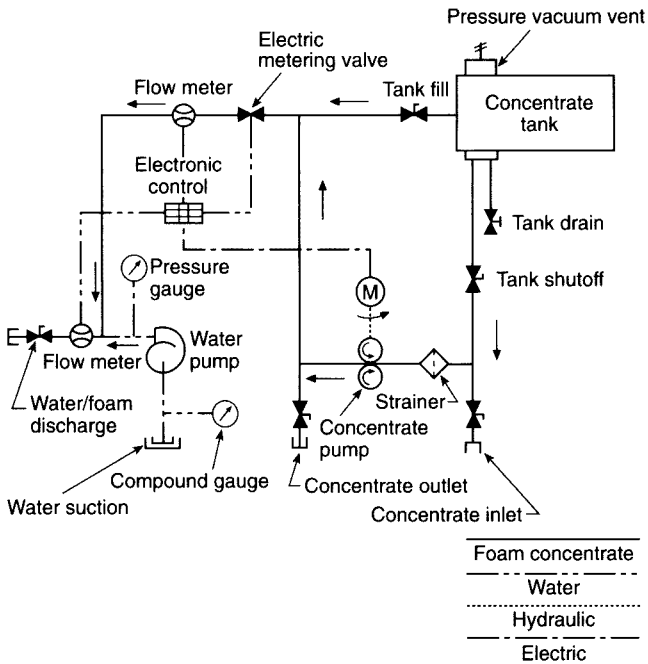 Pressure vacuum vent
Electric
metering valve
Flow meter
Tank fill
Concentrate
tank
Electronic
control
Tank drain
Pressure
gauge
M
Tank shutoff
Water
pump
Flow meter
Water/foam
discharge
Strainer
Concentrate
pump
Compound gauge
Concentrate outlet
Water suction
Concentrate inlet
Foam concentrate
Water
Hydraulic
Electric